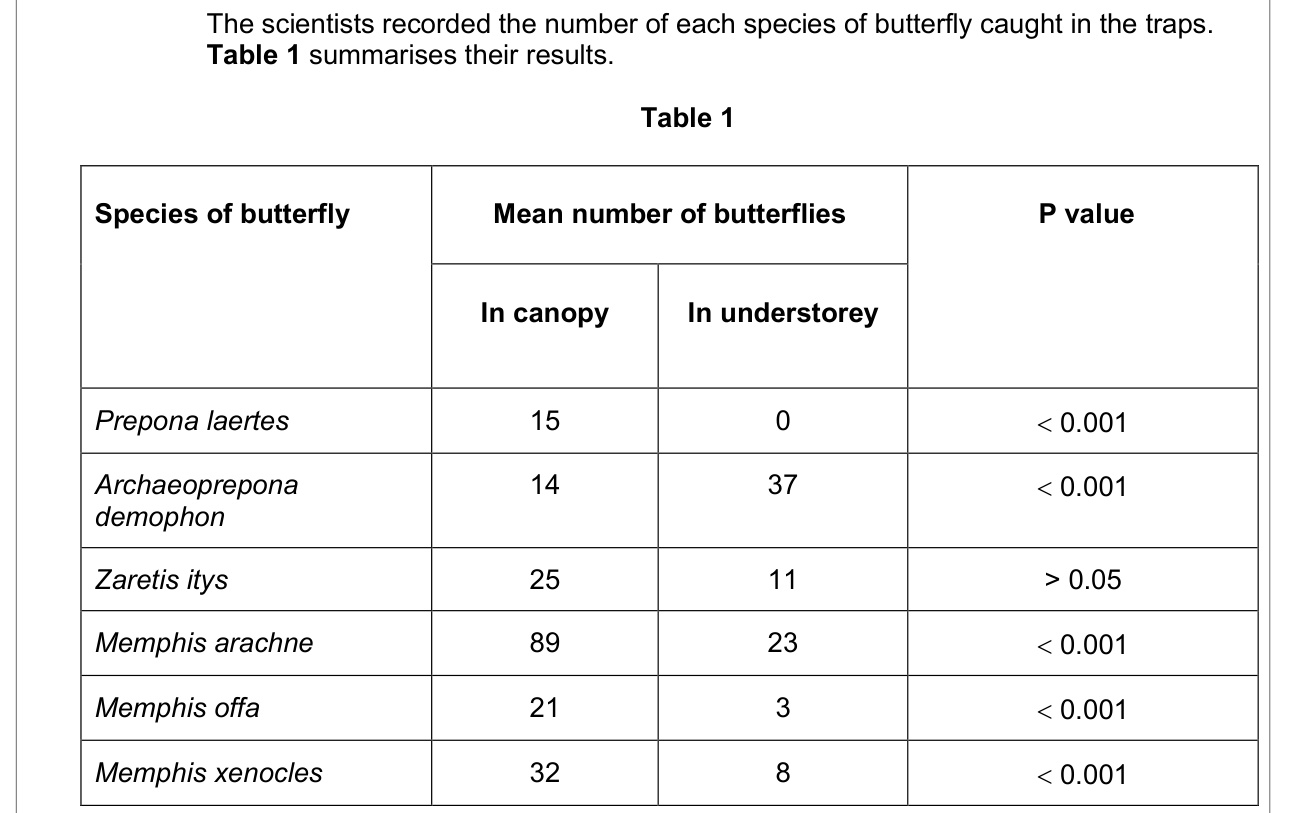 The scientists recorded the number of each species of butterfly caught in the traps.
Table 1 summarises their results.
Table 1
Species of butterfly Mean number of butterflies P value
In canopy In understorey
Prepona laertes 15 0 < 0.001
Archaeoprepona 14 37 < 0.001
demophon
Zaretis itys 25 11 > 0.05
Memphis arachne 89 23 < 0.001
Memphis offa 21 3 < 0.001
Memphis xenocles 32 8 < 0.001